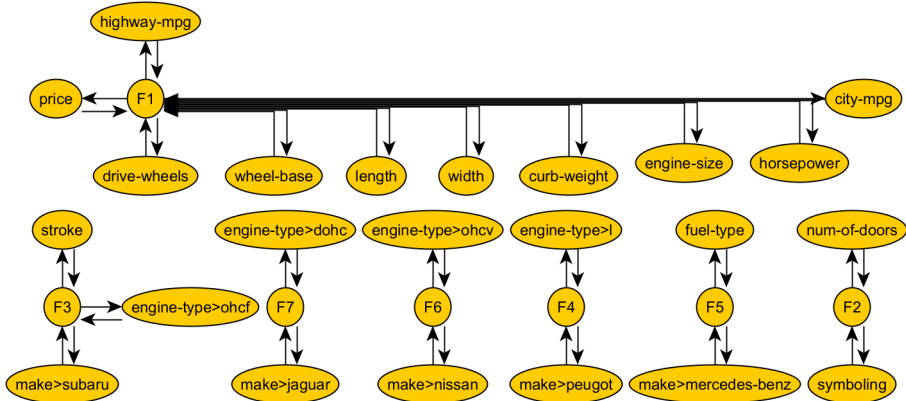 highway-mpg
price
F1
city-mpg
drive-wheels
wheel-base
length
width
curb-weight
engine-size
horsepower
stroke
engine-type>dohc
engine-type>ohcv
engine-type>l
fuel-type
num-of-doors
F3
engine-type>ohcf
F7
F6
F4
F5
F2
make>subaru
make>jaguar
make>nissan
make>peugot
make>mercedes-benz
symboling